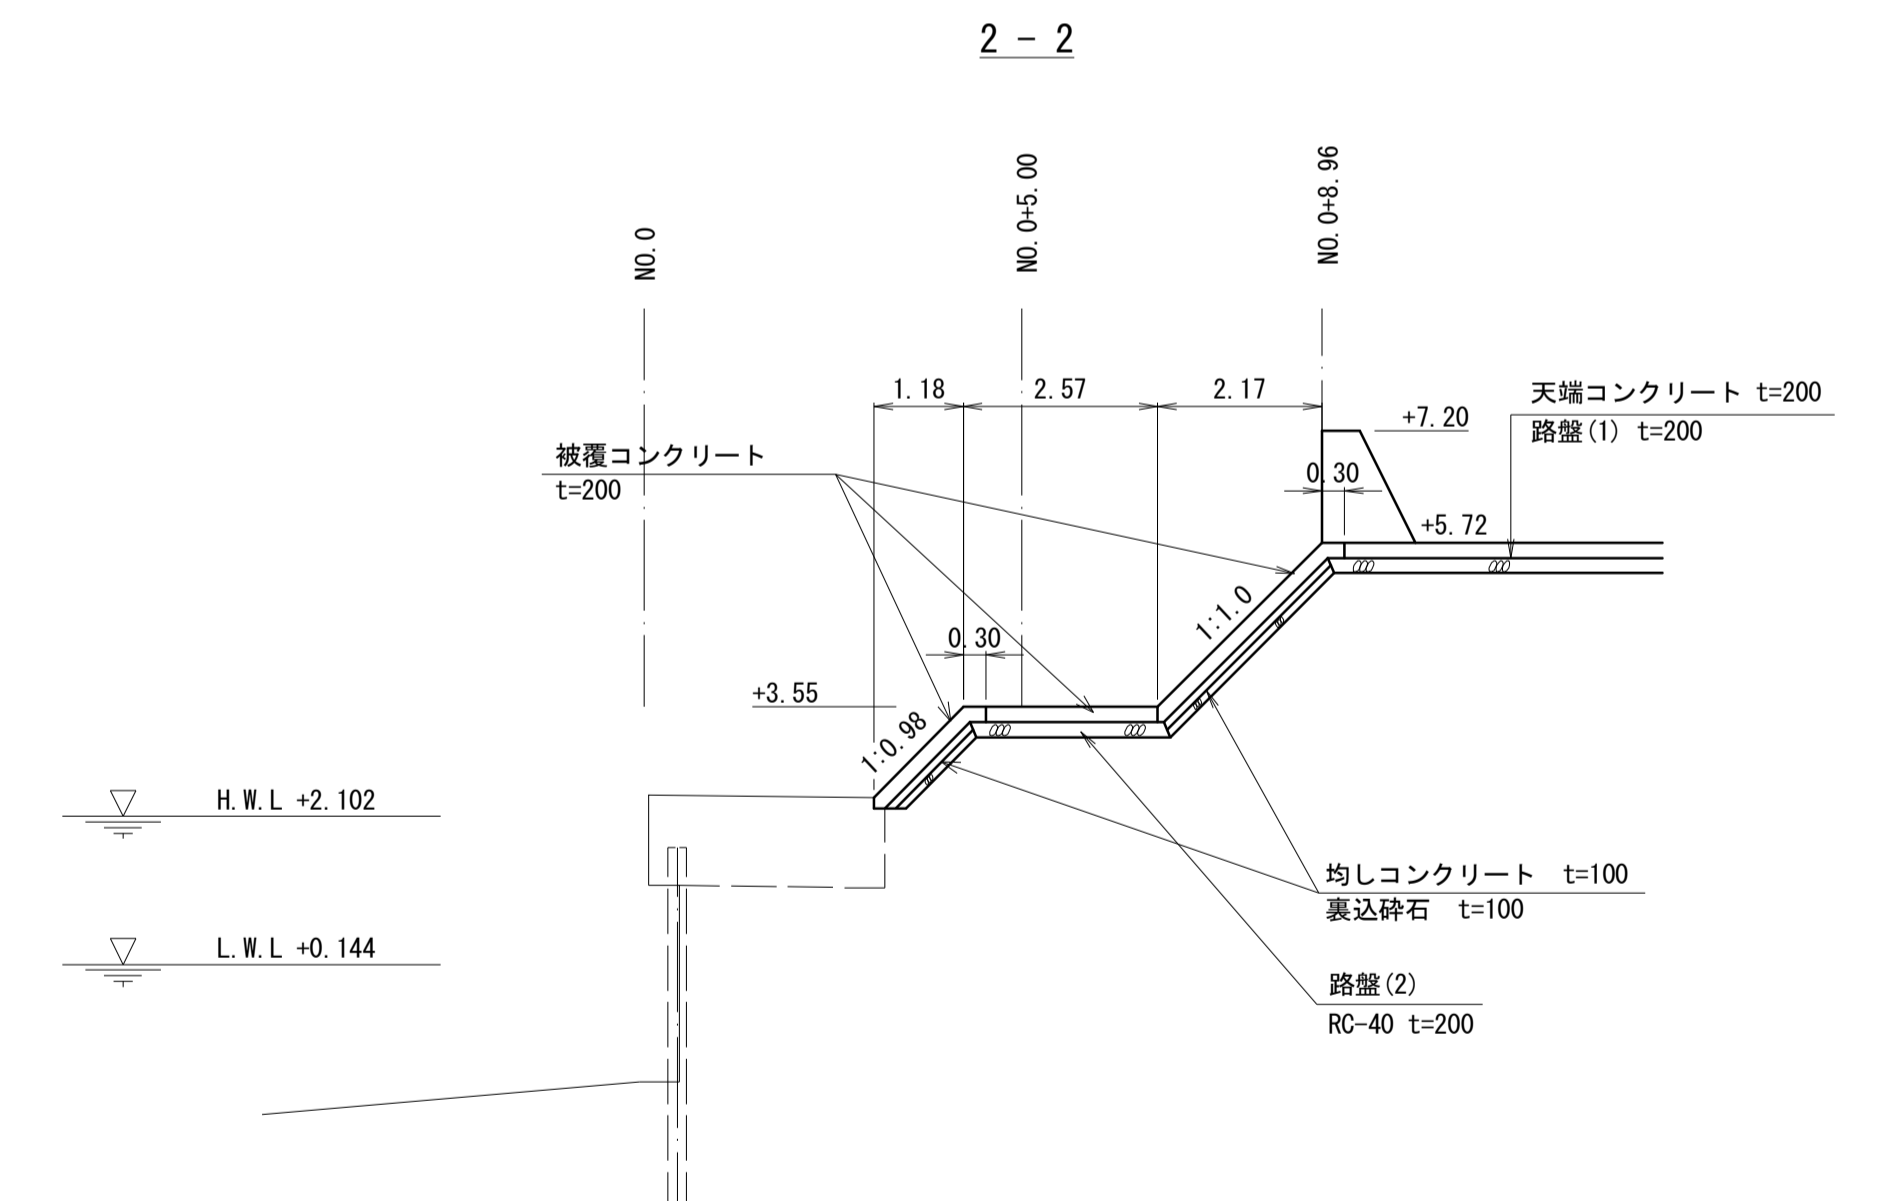 2 - 2
NO.0
NO.0+5.00
NO.0+8.96
1.18
2.57
2.17
天端コンクリート t=200
路盤(1) t=200
+7.20
被覆コンクリート
t=200
0.30
+5.72
1:1.0
0.30
+3.55
1:0.98
H.W.L +2.102
均しコンクリート t=100
裏込砕石 t=100
L.W.L +0.144
路盤(2)
RC-40 t=200